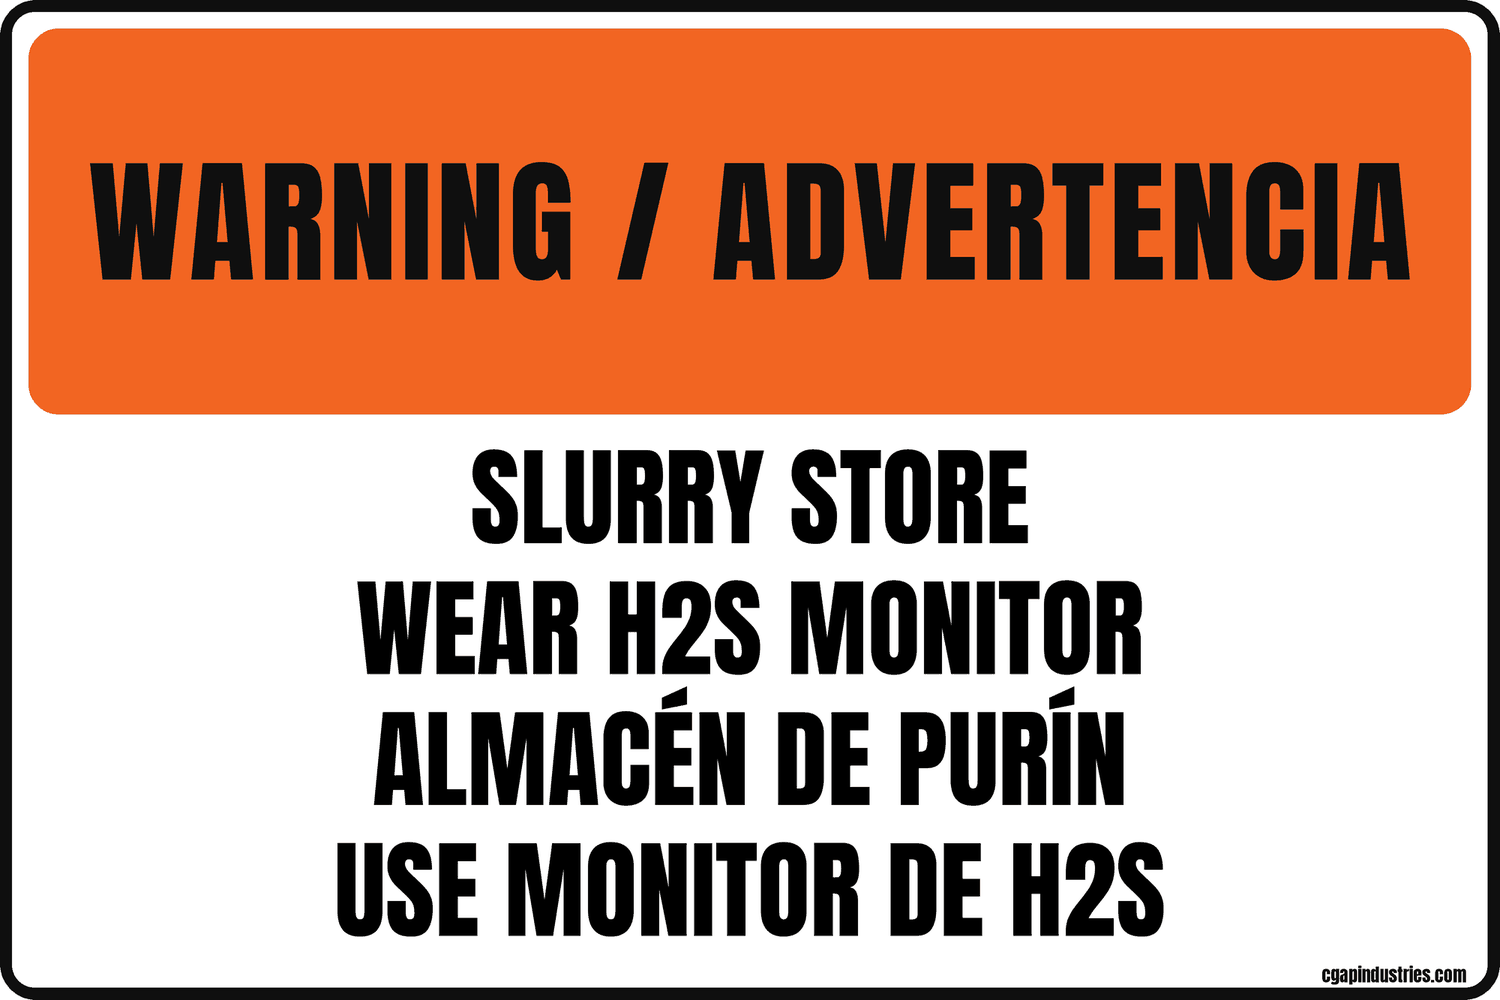 WARNING / ADVERTENCIA
SLURRY STORE
WEAR H2S MONITOR
ALMACÉN DE PURÍN
USE MONITOR DE H2S
cgapindustries.com